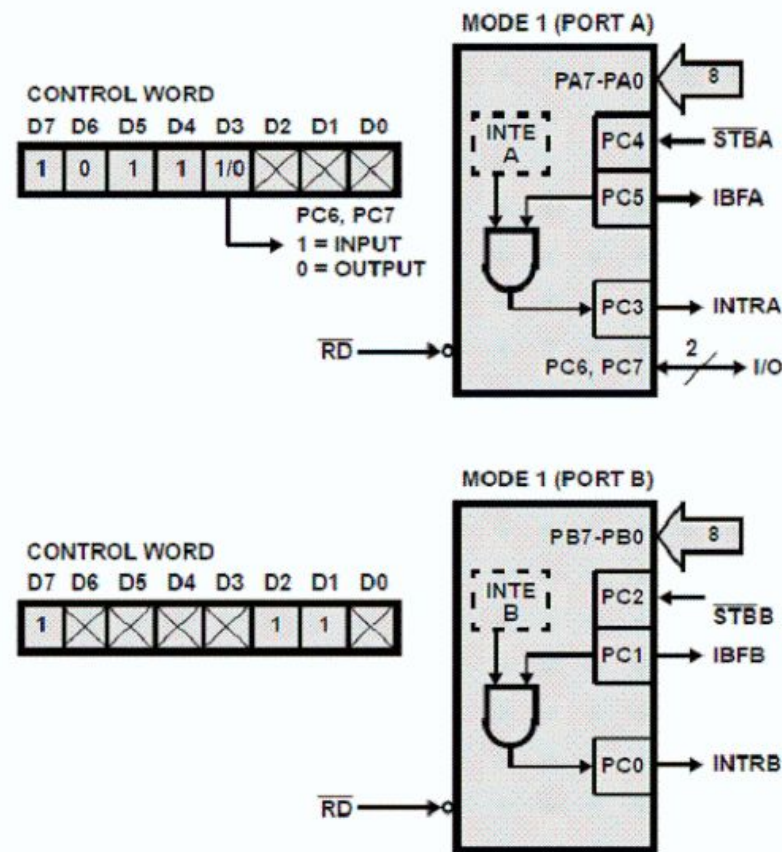 MODE 1 (PORT A)
CONTROL WORD
D7 D6 D5 D4 D3 D2 D1 D0
1 0 1 1 1/0
PC6, PC7
1 = INPUT
0 = OUTPUT
PA7-PA0
8
INTE
A
PC4
STBA
PC5
IBFA
PC3
INTRA
RD
PC6, PC7
2
I/O
MODE 1 (PORT B)
CONTROL WORD
D7 D6 D5 D4 D3 D2 D1 D0
1 1 1
PB7-PB0
8
INTE
B
PC2
STBB
PC1
IBFB
PC0
INTRB
RD